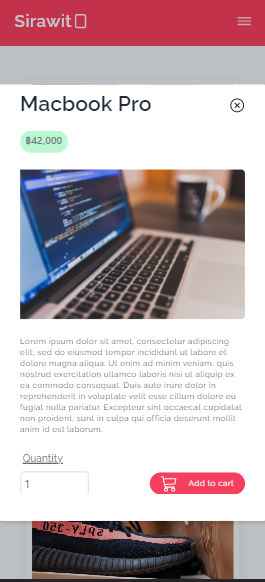 Sirawit
Macbook Pro
฿42,000
Lorem ipsum dolor sit amet, consectetur adipiscing
elit, sed do eiusmod tempor incididunt ut labore et
dolore magna aliqua. Ut enim ad minim veniam, quis
nostrud exercitation ullamco laboris nisi ut aliquip ex
ea commodo consequat. Duis aute irure dolor in
reprehenderit in voluptate velit esse cillum dolore eu
fugiat nulla pariatur. Excepteur sint occaecat cupidatat
non proident, sunt in culpa qui officia deserunt mollit
anim id est laborum.
Quantity
1
Add to cart